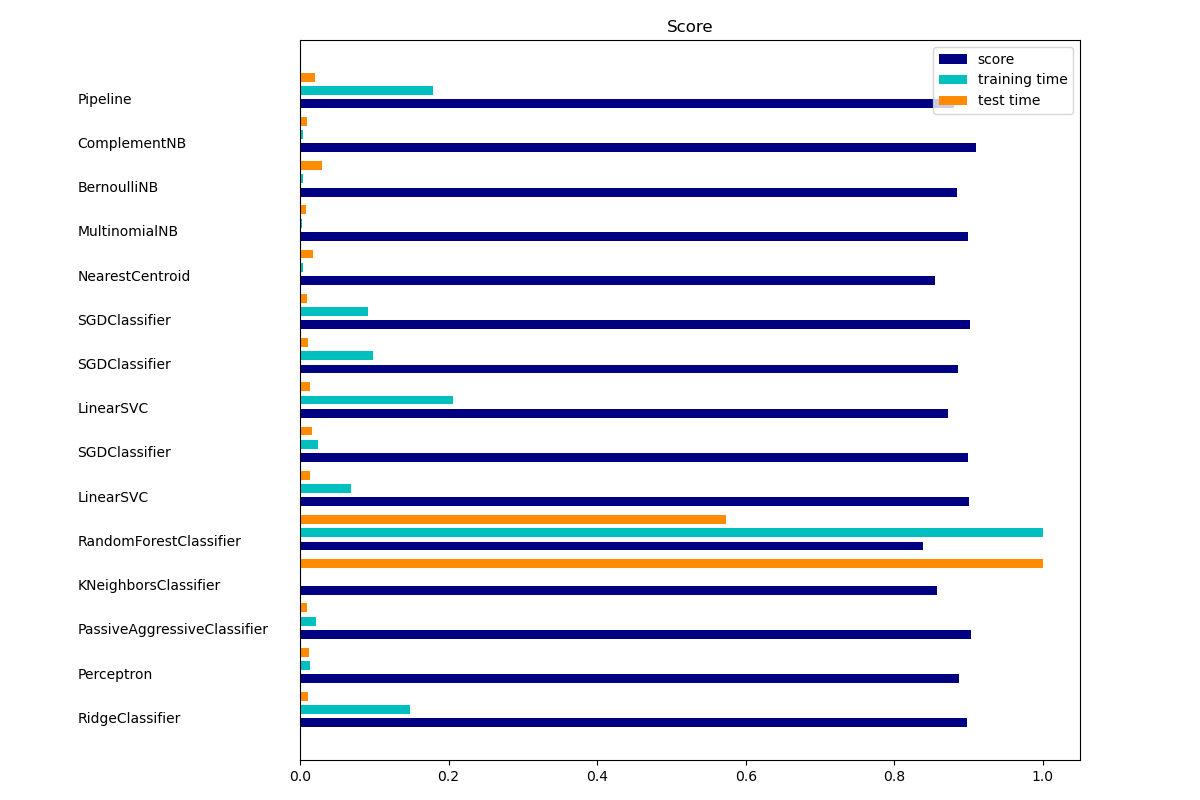 Score
score
training time
test time
Pipeline
ComplementNB
BernoulliNB
MultinomialNB
NearestCentroid
SGDClassifier
SGDClassifier
LinearSVC
SGDClassifier
LinearSVC
RandomForestClassifier
KNeighborsClassifier
PassiveAggressiveClassifier
Perceptron
RidgeClassifier
0.0 0.2 0.4 0.6 0.8 1.0